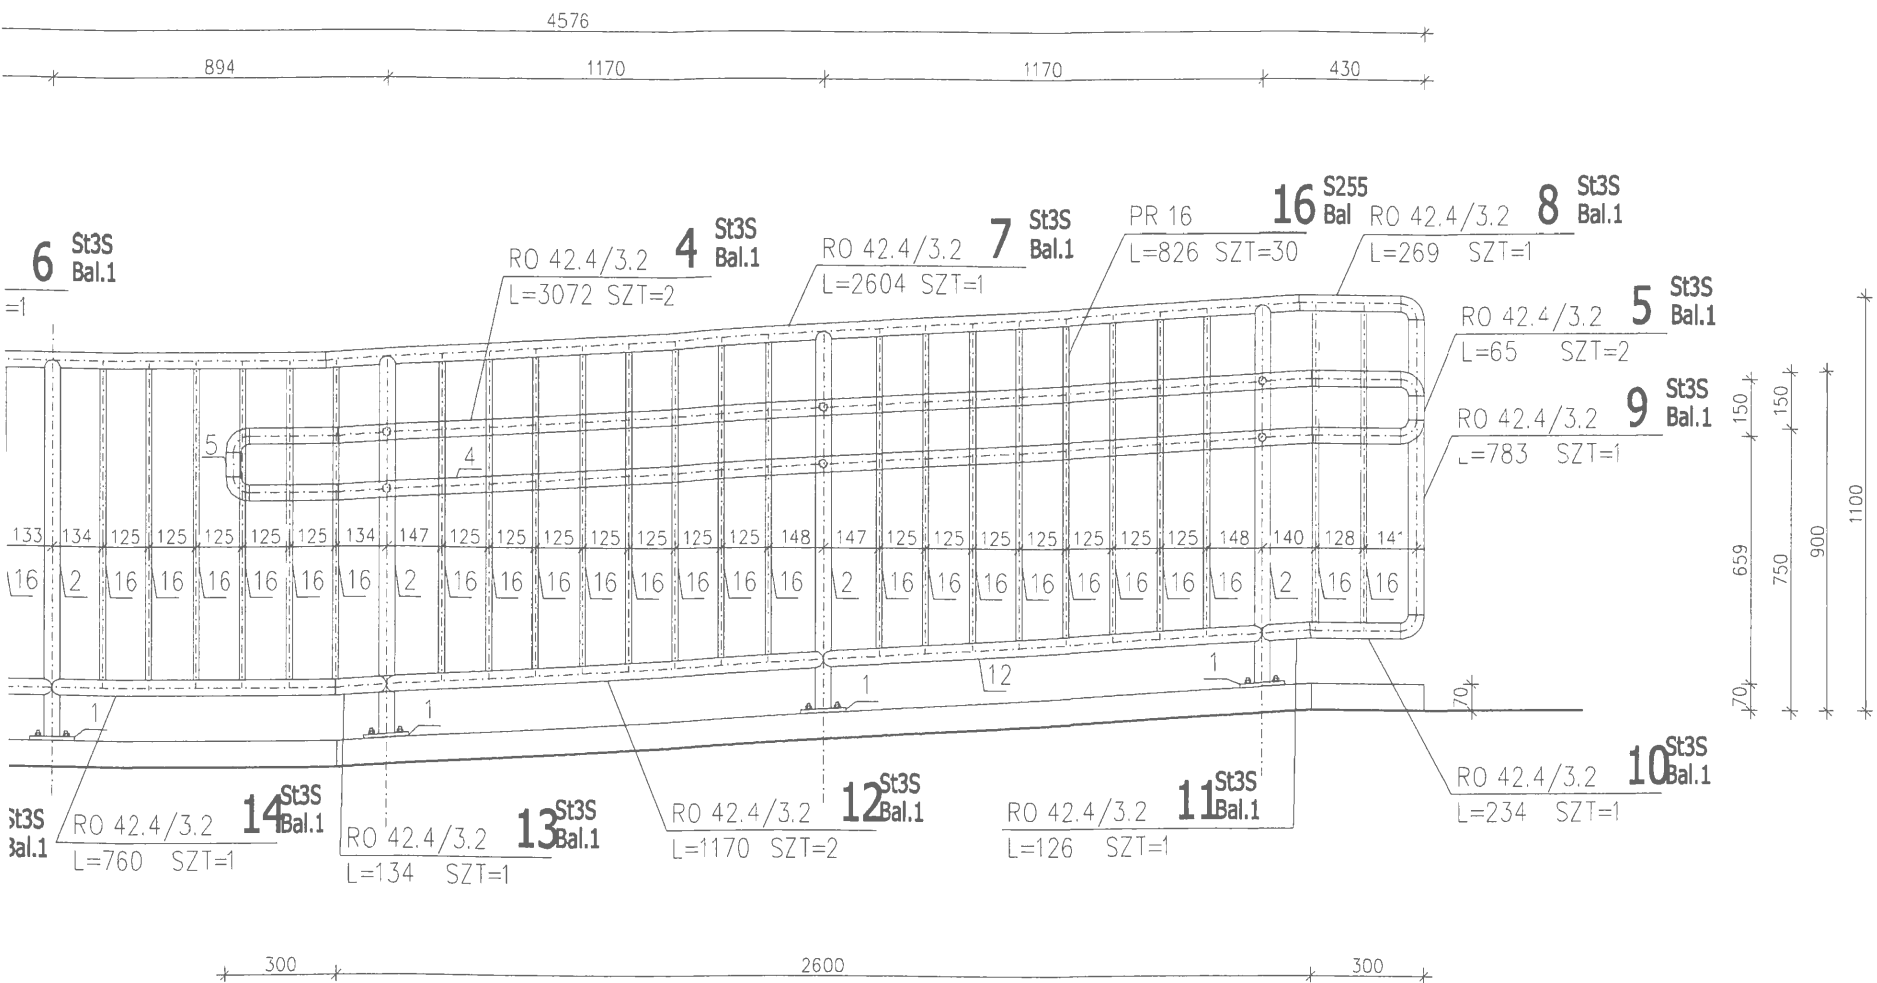 4576
894
1170
1170
430
6 St3S
Bal.1
=1
RO 42.4/3.2 4 St3S
Bal.1
L=3072 SZT=2
RO 42.4/3.2 7 St3S
Bal.1
L=2604 SZT=1
PR 16 16 S255
Bal
L=826 SZT=30
RO 42.4/3.2 8 St3S
Bal.1
L=269 SZT=1
RO 42.4/3.2 5 St3S
Bal.1
L=65 SZT=2
RO 42.4/3.2 9 St3S
Bal.1
L=783 SZT=1
5
4
150
150
659
750
900
1100
70
70
133 134 125 125 125 125 125 134 147 125 125 125 125 125 125 125 148 147 125 125 125 125 125 125 125 148 140 128 141
16 2 16 16 16 16 16 16 2 16 16 16 16 16 16 16 16 2 16 16 16 16 16 16 16 16 2 16 16
12
1
1
1
1
St3S
Bal.1
RO 42.4/3.2 14 St3S
Bal.1
L=760 SZT=1
RO 42.4/3.2 13 St3S
Bal.1
L=134 SZT=1
RO 42.4/3.2 12 St3S
Bal.1
L=1170 SZT=2
RO 42.4/3.2 11 St3S
Bal.1
L=126 SZT=1
RO 42.4/3.2 10 St3S
Bal.1
L=234 SZT=1
300
2600
300